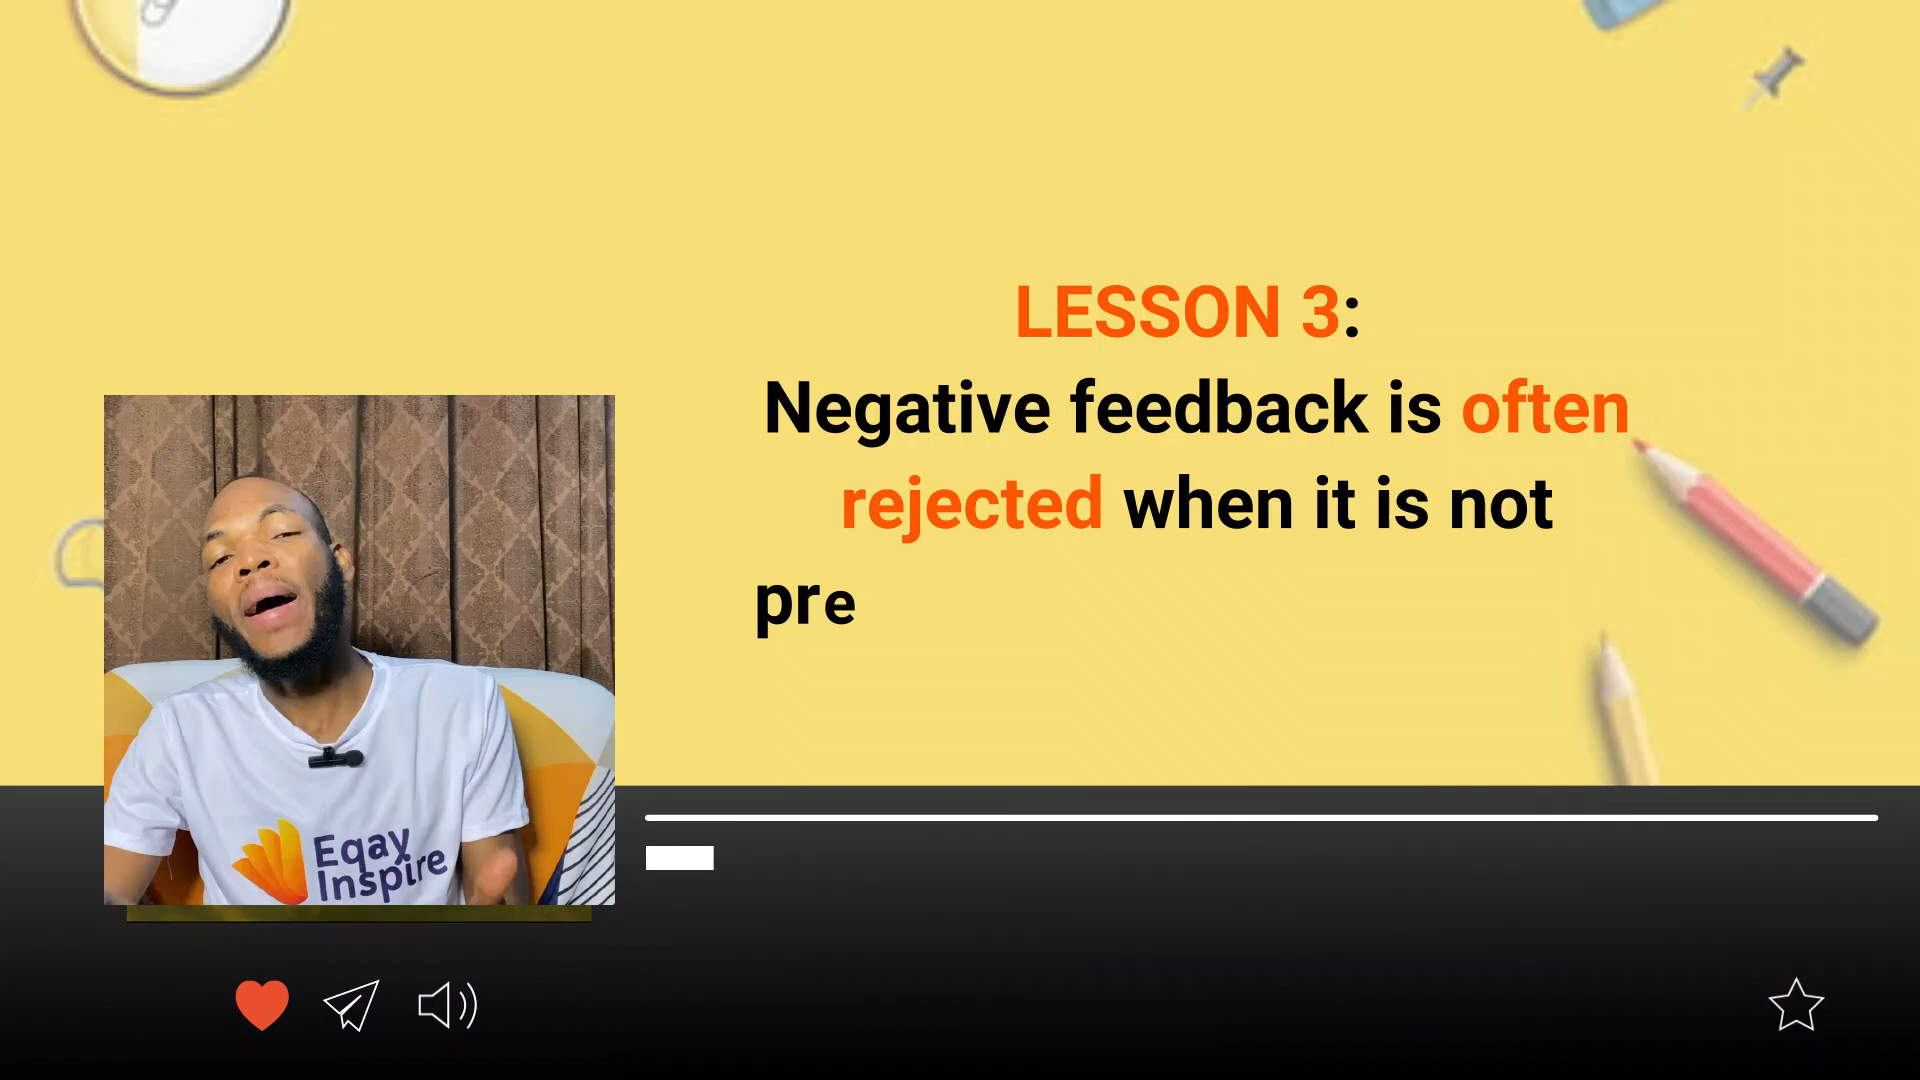 LESSON 3:
Negative feedback is often
rejected when it is not
pre
Eqay
Inspire